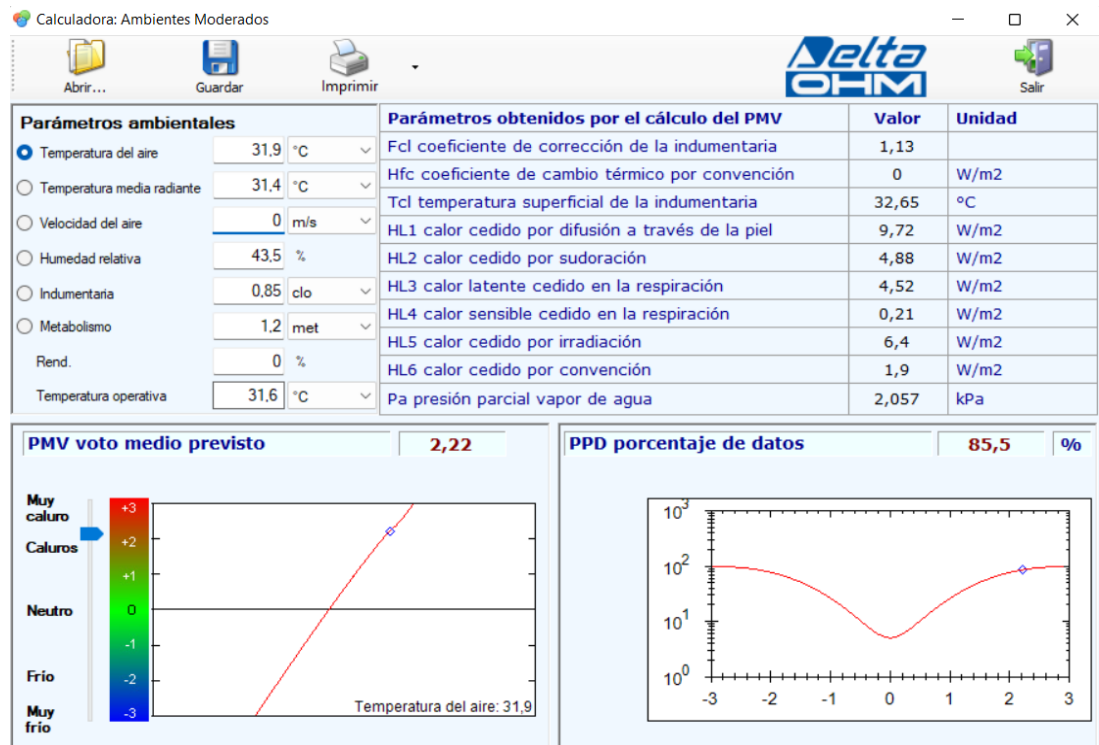 Calculadora: Ambientes Moderados
Abrir...
Guardar
Imprimir
Delta
OHM
Salir
Parámetros ambientales
Temperatura del aire 31,9 °C
Temperatura media radiante 31,4 °C
Velocidad del aire 0 m/s
Humedad relativa 43,5 %
Indumentaria 0,85 clo
Metabolismo 1,2 met
Rend. 0 %
Temperatura operativa 31,6 °C
Parámetros obtenidos por el cálculo del PMV Valor Unidad
Fcl coeficiente de corrección de la indumentaria 1,13
Hfc coeficiente de cambio térmico por convención 0 W/m2
Tcl temperatura superficial de la indumentaria 32,65 ºC
HL1 calor cedido por difusión a través de la piel 9,72 W/m2
HL2 calor cedido por sudoración 4,88 W/m2
HL3 calor latente cedido en la respiración 4,52 W/m2
HL4 calor sensible cedido en la respiración 0,21 W/m2
HL5 calor cedido por irradiación 6,4 W/m2
HL6 calor cedido por convención 1,9 W/m2
Pa presión parcial vapor de agua 2,057 kPa
PMV voto medio previsto 2,22
Muy
caluro
Caluros
Neutro
Frío
Muy
frío
+3
+2
+1
0
-1
-2
-3
Temperatura del aire: 31,9
PPD porcentaje de datos 85,5 %
10³
10²
10¹
10⁰
-3 -2 -1 0 1 2 3